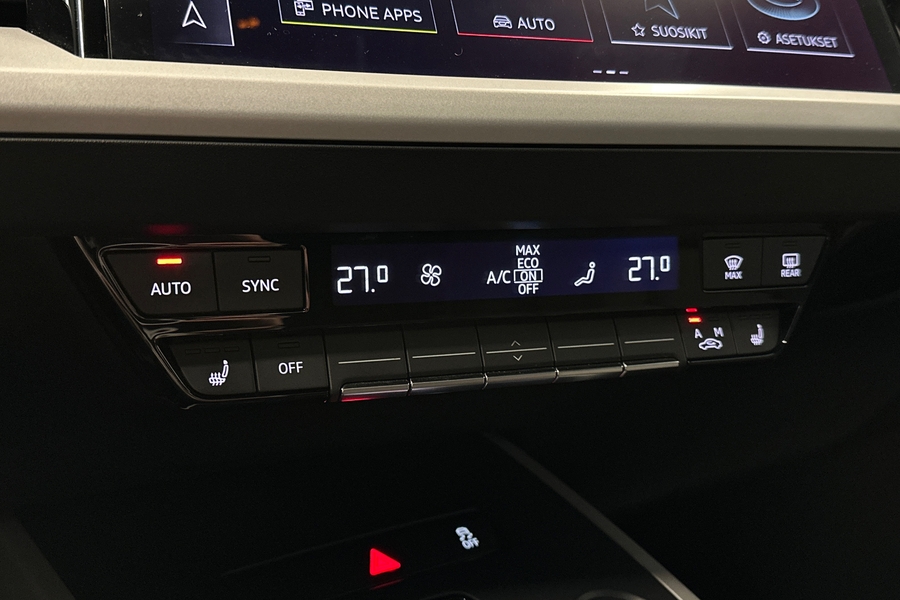 PHONE APPS
AUTO
SUOSIKIT
ASETUKSET
AUTO
SYNC
27.0
A/C
MAX
ECO
ON
OFF
27.0
MAX
REAR
OFF
A M
OFF